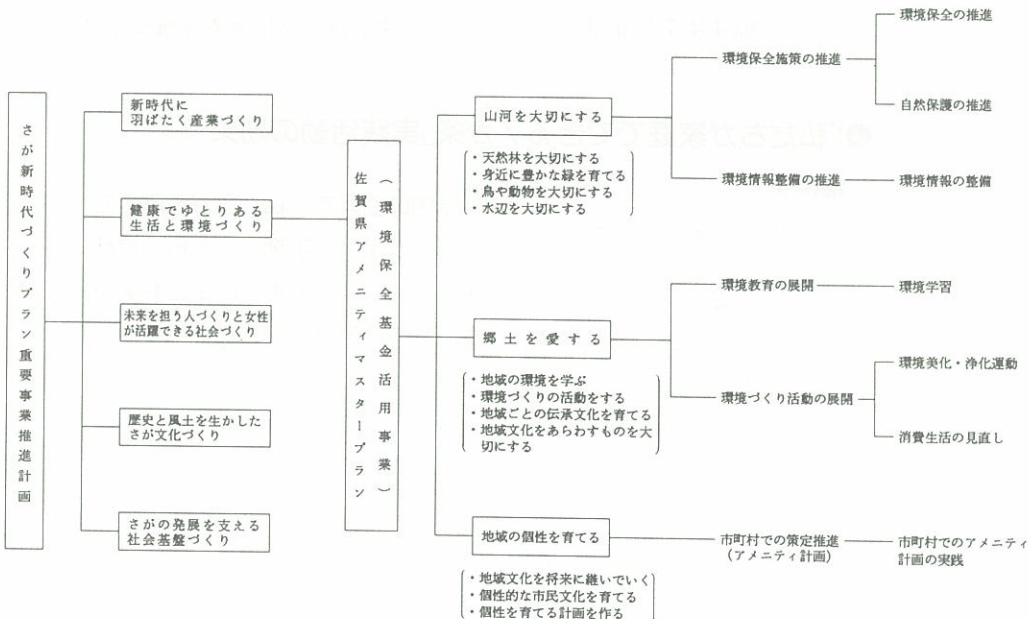 さが新時代づくりプラン重要事業推進計画
新時代に
羽ばたく産業づくり
健康でゆとりある
生活と環境づくり
未来を担う人づくりと女性
が活躍できる社会づくり
歴史と風土を生かした
さが文化づくり
さがの発展を支える
社会基盤づくり
(環境保全基金活用事業)
佐賀県アメニティマスタープラン
山河を大切にする
・天然林を大切にする
・身近に豊かな緑を育てる
・鳥や動物を大切にする
・水辺を大切にする
郷土を愛する
・地域の環境を学ぶ
・環境づくりの活動をする
・地域ごとの伝承文化を育てる
・地域文化をあらわすものを大
切にする
地域の個性を育てる
・地域文化を将来に継いでいく
・個性的な市民文化を育てる
・個性を育てる計画を作る
環境保全施策の推進
環境情報整備の推進
環境教育の展開
環境づくり活動の展開
市町村での策定推進
(アメニティ計画)
環境保全の推進
自然保護の推進
環境情報の整備
環境学習
環境美化・浄化運動
消費生活の見直し
市町村でのアメニティ
計画の実践